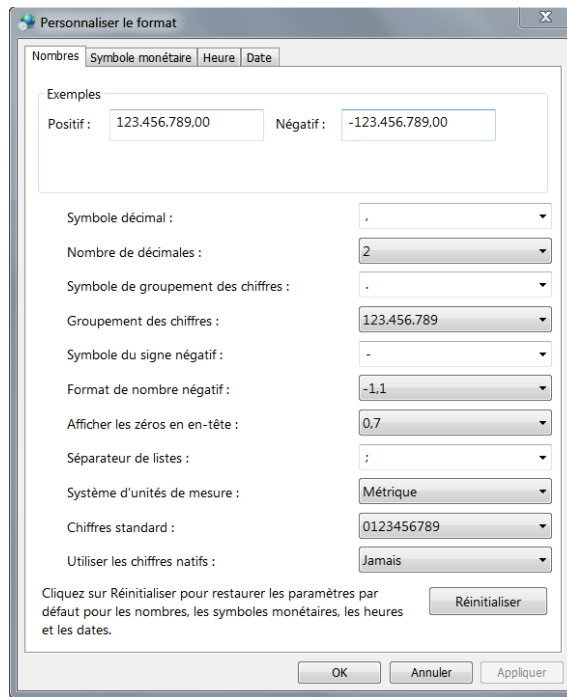 Personnaliser le format
Nombres Symbole monétaire Heure Date
Exemples
Positif : 123.456.789,00 Négatif : -123.456.789,00
Symbole décimal : ,
Nombre de décimales : 2
Symbole de groupement des chiffres : .
Groupement des chiffres : 123.456.789
Symbole du signe négatif : -
Format de nombre négatif : -1,1
Afficher les zéros en en-tête : 0,7
Séparateur de listes : ;
Système d'unités de mesure : Métrique
Chiffres standard : 0123456789
Utiliser les chiffres natifs : Jamais
Cliquez sur Réinitialiser pour restaurer les paramètres par
défaut pour les nombres, les symboles monétaires, les heures
et les dates.
Réinitialiser
OK Annuler Appliquer